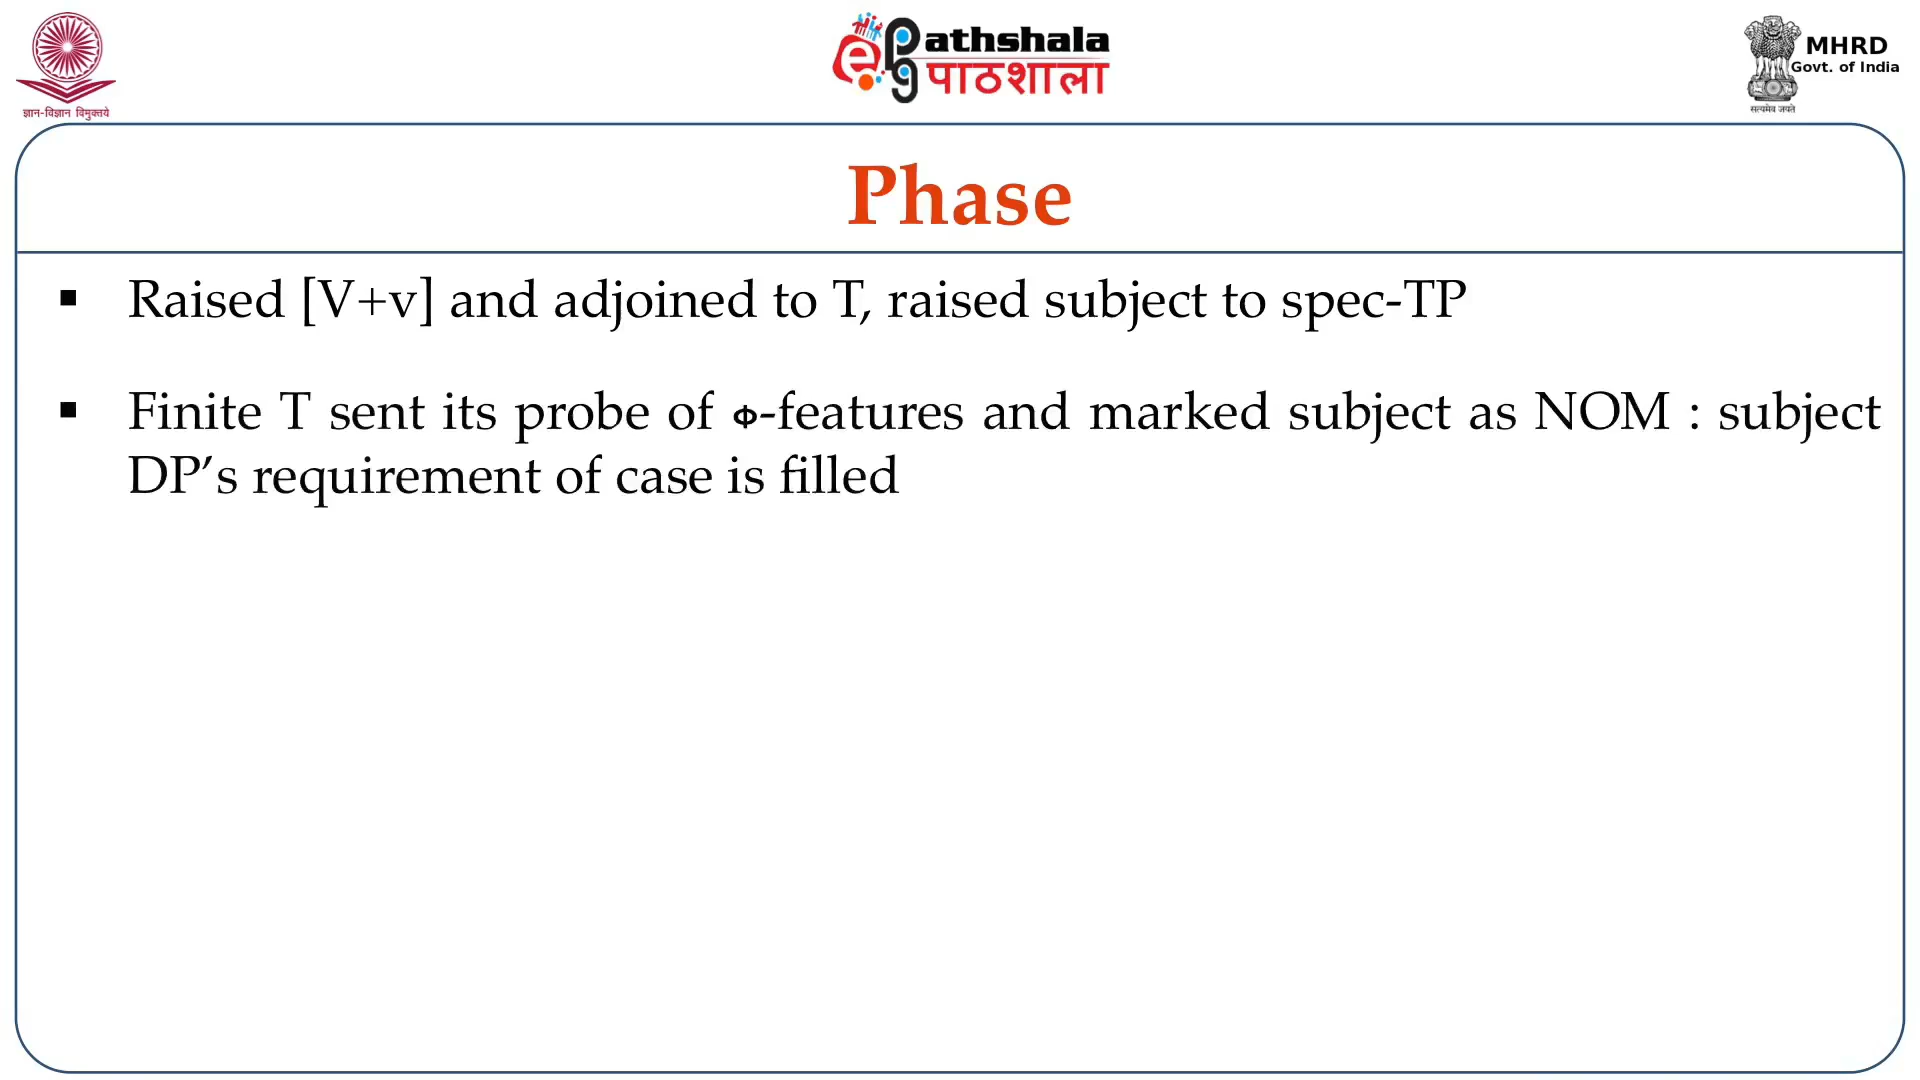 ज्ञान-विज्ञान विमुक्तये
e Pg athshala
पाठशाला
MHRD
Govt. of India
सत्यमेव जयते
Phase
▪ Raised [V+v] and adjoined to T, raised subject to spec-TP
▪ Finite T sent its probe of Φ-features and marked subject as NOM : subject
DP’s requirement of case is filled